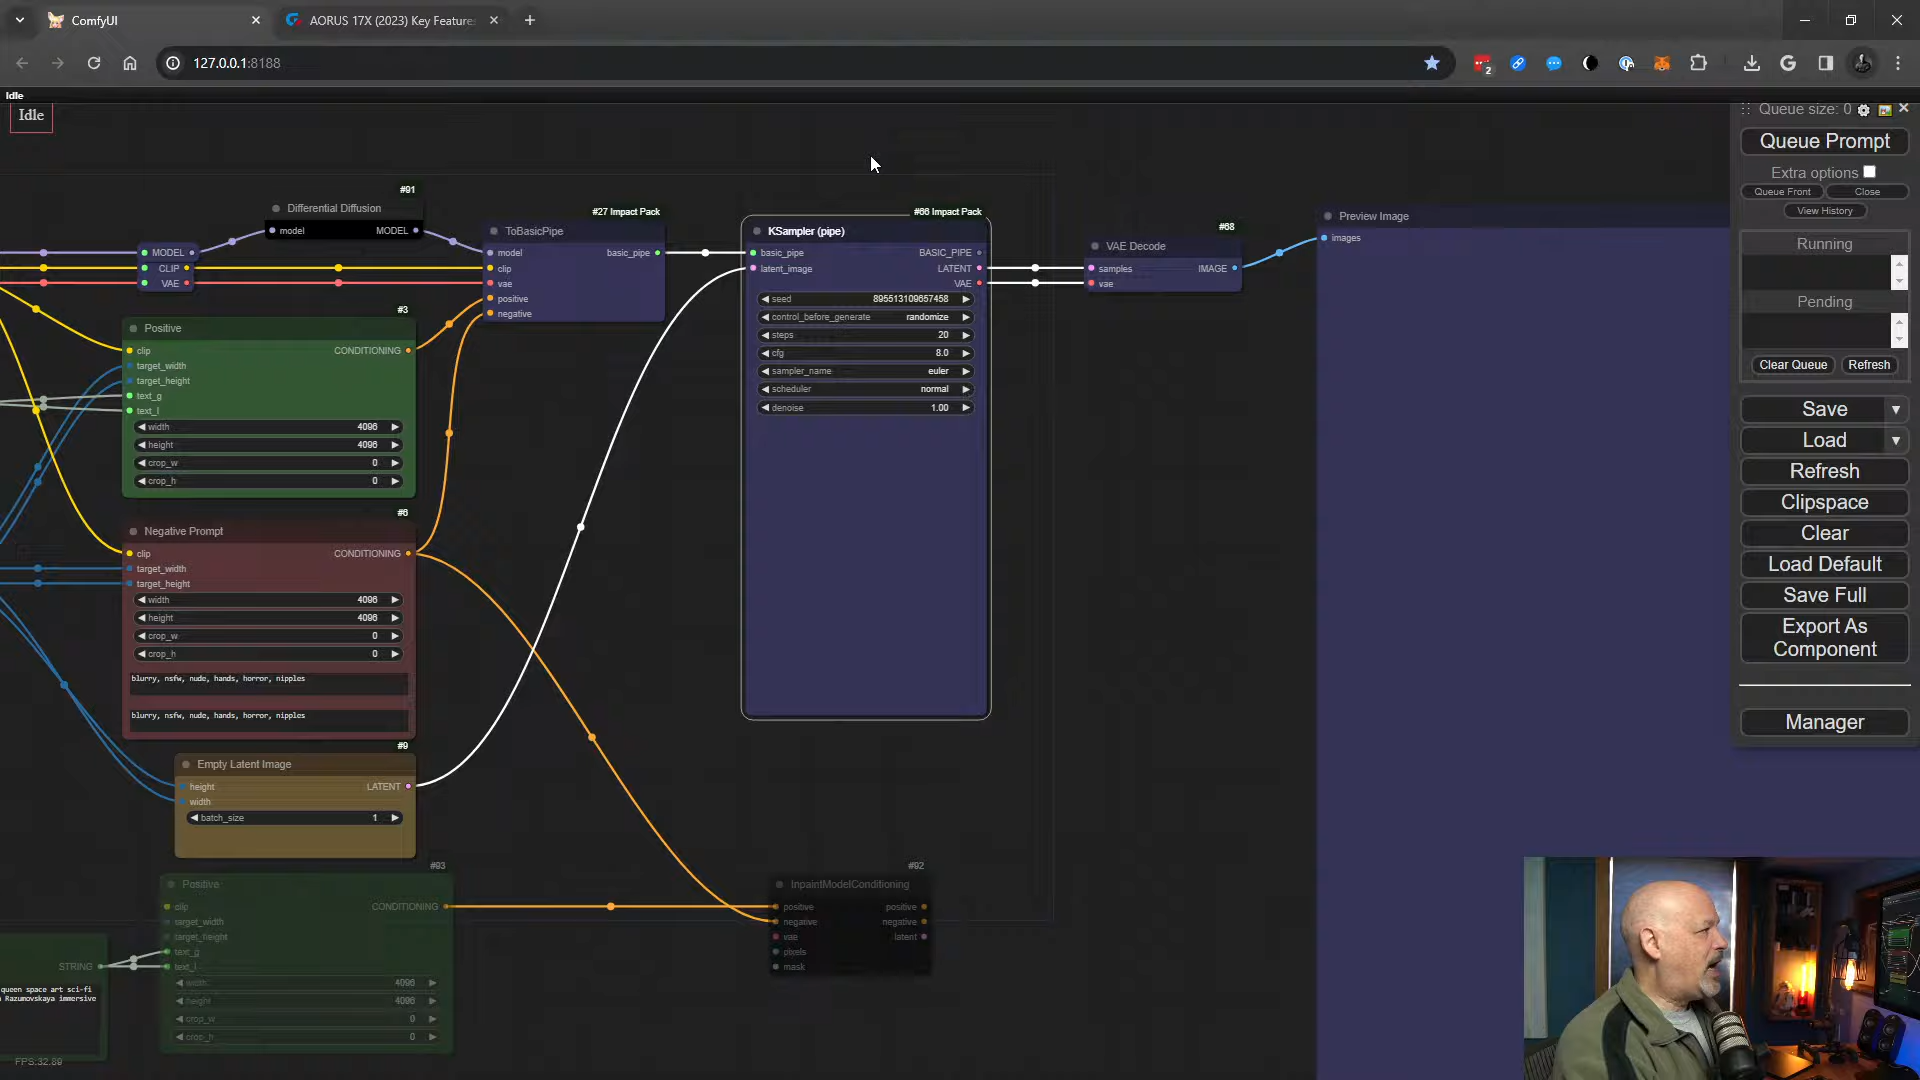 ComfyUI
AORUS 17X (2023) Key Feature
127.0.0.1:8188
2
Idle
Idle
Queue size: 0
Queue Prompt
Extra options
Queue Front
Close
View History
Running
Pending
Clear Queue
Refresh
Save
Load
Refresh
Clipspace
Clear
Load Default
Save Full
Export As
Component
Manager
#91
Differential Diffusion
model
MODEL
MODEL
CLIP
VAE
#27 Impact Pack
ToBasicPipe
model
basic_pipe
clip
vae
positive
negative
#66 Impact Pack
KSampler (pipe)
basic_pipe
BASIC_PIPE
latent_image
LATENT
VAE
seed
895513109657458
control_before_generate
randomize
steps
20
cfg
8.0
sampler_name
euler
scheduler
normal
denoise
1.00
#68
VAE Decode
samples
IMAGE
vae
Preview Image
images
#3
Positive
clip
CONDITIONING
target_width
target_height
text_g
text_l
width
4096
height
4096
crop_w
0
crop_h
0
#6
Negative Prompt
clip
CONDITIONING
target_width
target_height
width
4096
height
4096
crop_w
0
crop_h
0
blurry, nsfw, nude, hands, horror, nipples
blurry, nsfw, nude, hands, horror, nipples
#9
Empty Latent Image
height
LATENT
width
batch_size
1
#93
Positive
clip
CONDITIONING
target_width
target_height
text_g
text_l
width
4096
height
4096
crop_w
0
crop_h
0
#92
InpaintModelConditioning
positive
positive
negative
negative
vae
latent
pixels
mask
STRING
queen space art sci-fi
Razumovskaya immersive
FPS:32.89